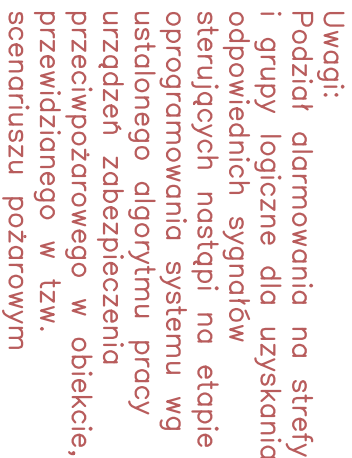 Uwagi:
Podział alarmowania na strefy
i grupy logiczne dla uzyskania
odpowiednich sygnałów
sterujących nastąpi na etapie
oprogramowania systemu wg
ustalonego algorytmu pracy
urządzeń zabezpieczenia
przeciwpożarowego w obiekcie,
przewidzianego w tzw.
scenariuszu pożarowym